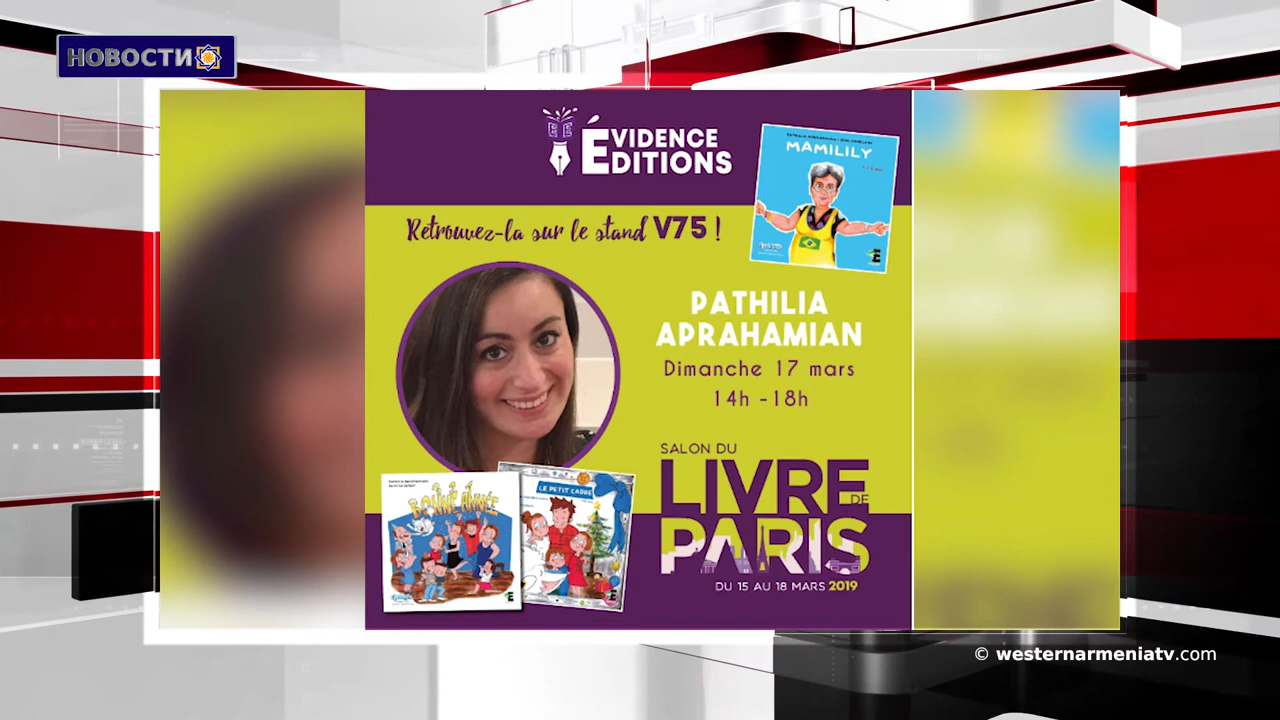 НОВОСТИ
ÉVIDENCE
ÉDITIONS
MAMILILY
Retrouvez-la sur le stand V75 !
PATHILIA
APRAHAMIAN
Dimanche 17 mars
14h -18h
BONNE ANNÉE
LE PETIT CADRE
SALON DU
LIVRE DE
PARIS
DU 15 AU 18 MARS 2019
© westernarmeniatv.com